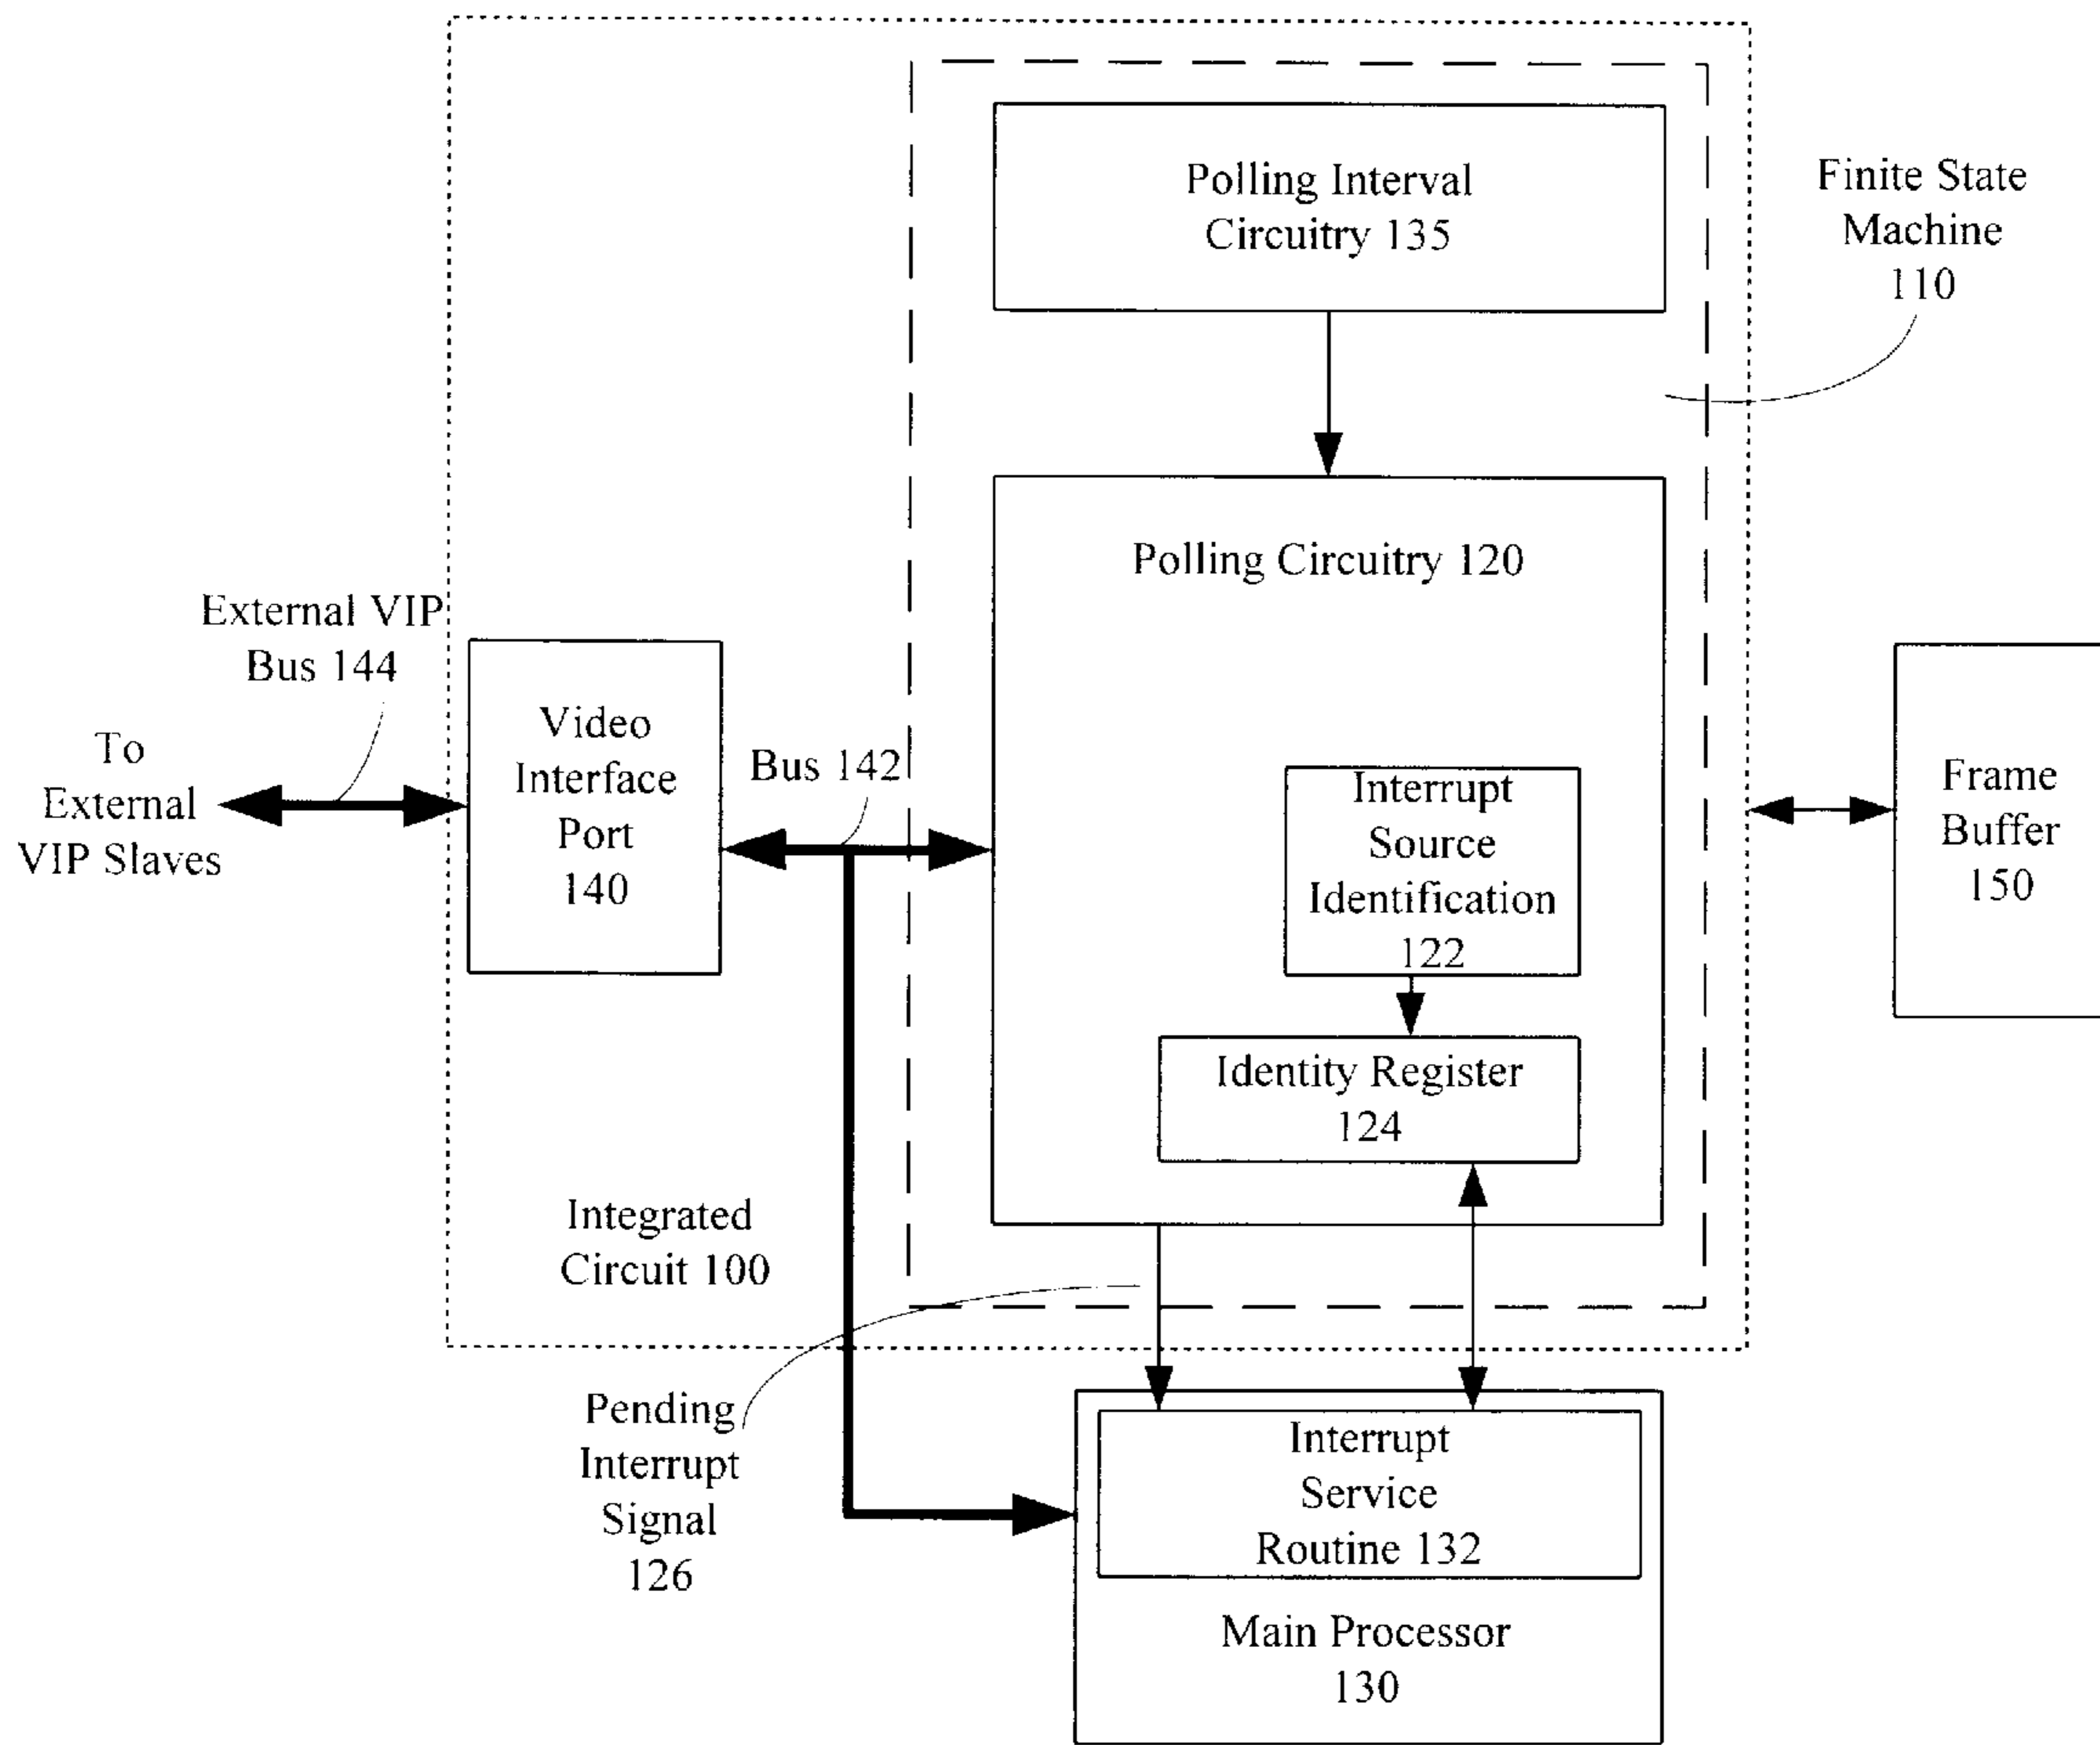 Polling Interval
Circuitry 135
Finite State
Machine
110
Polling Circuitry 120
External VIP
Bus 144
To
External
VIP Slaves
Video
Interface
Port
140
Bus 142
Interrupt
Source
Identification
122
Identity Register
124
Frame
Buffer
150
Integrated
Circuit 100
Pending
Interrupt
Signal
126
Interrupt
Service
Routine 132
Main Processor
130